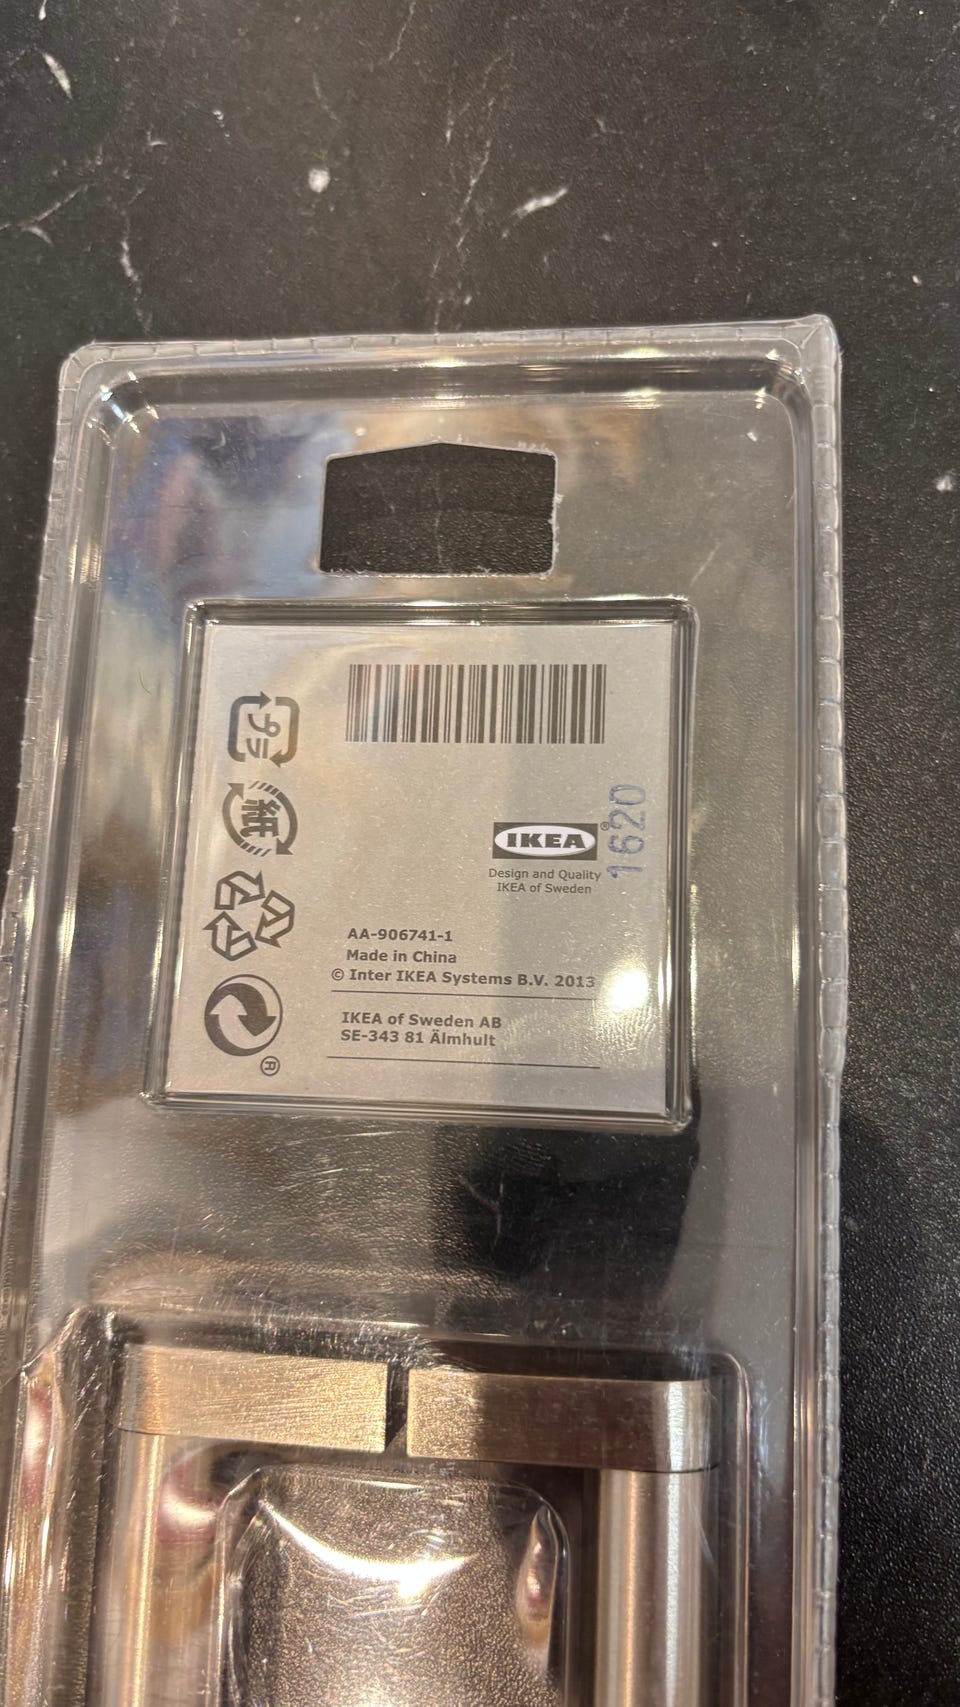 プラ
紙
IKEA®
1620
Design and Quality
IKEA of Sweden
AA-906741-1
Made in China
© Inter IKEA Systems B.V. 2013
IKEA of Sweden AB
SE-343 81 Älmhult
®